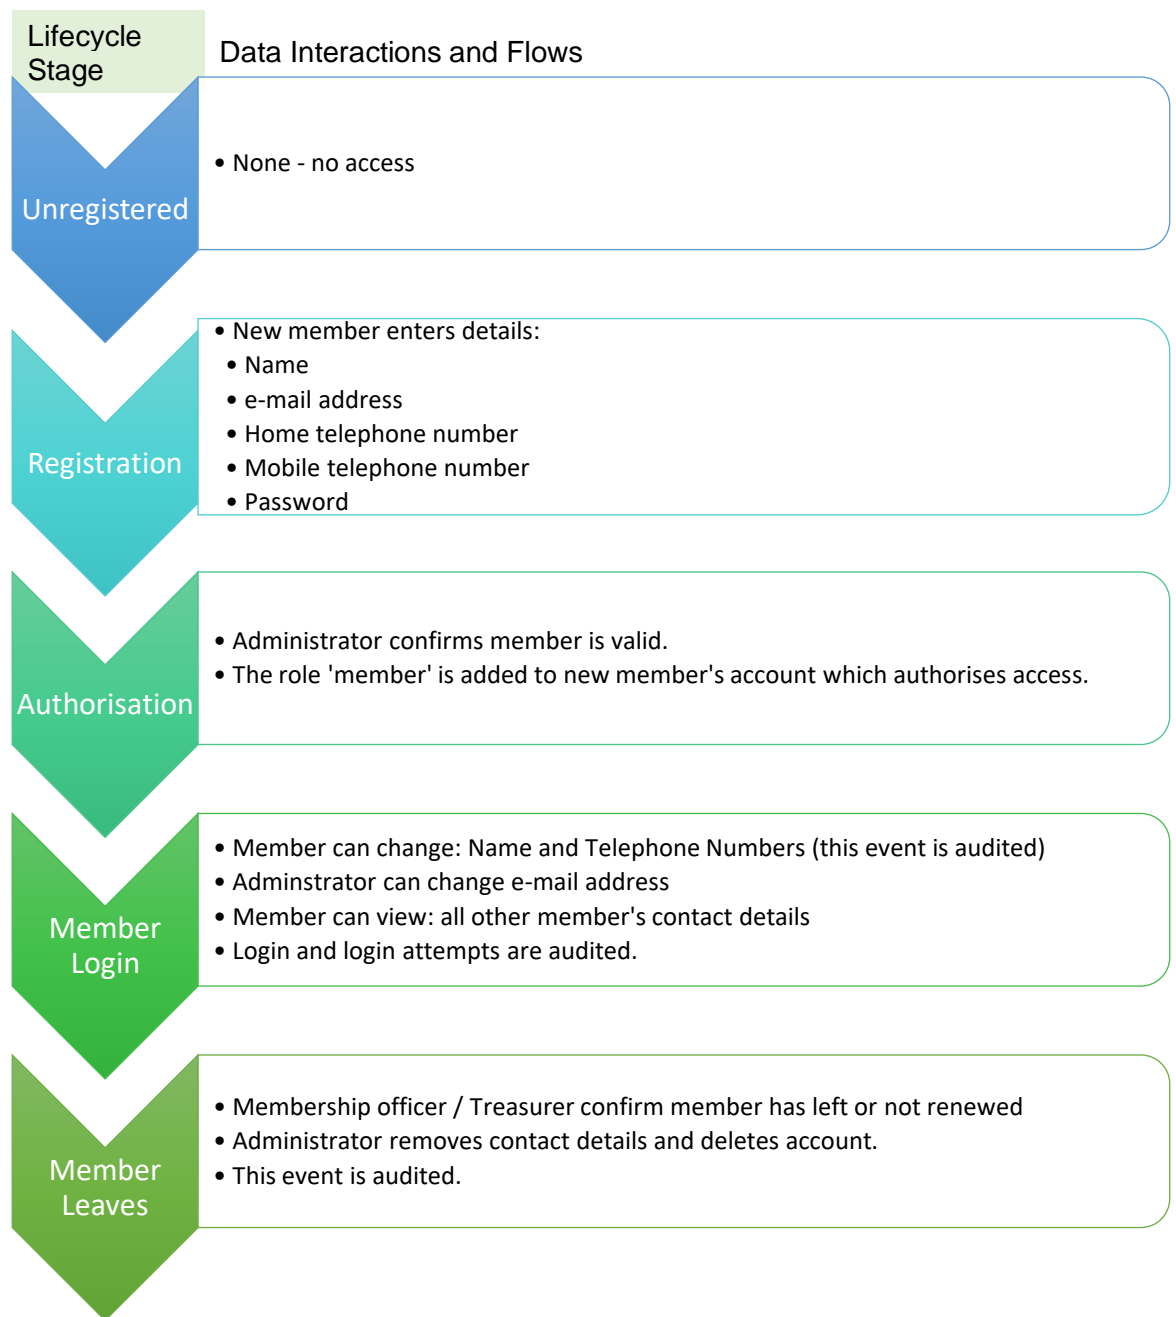 Lifecycle
Stage
Data Interactions and Flows
Unregistered
• None - no access
Registration
• New member enters details:
• Name
• e-mail address
• Home telephone number
• Mobile telephone number
• Password
Authorisation
• Administrator confirms member is valid.
• The role 'member' is added to new member's account which authorises access.
Member
Login
• Member can change: Name and Telephone Numbers (this event is audited)
• Adminstrator can change e-mail address
• Member can view: all other member's contact details
• Login and login attempts are audited.
Member
Leaves
• Membership officer / Treasurer confirm member has left or not renewed
• Administrator removes contact details and deletes account.
• This event is audited.